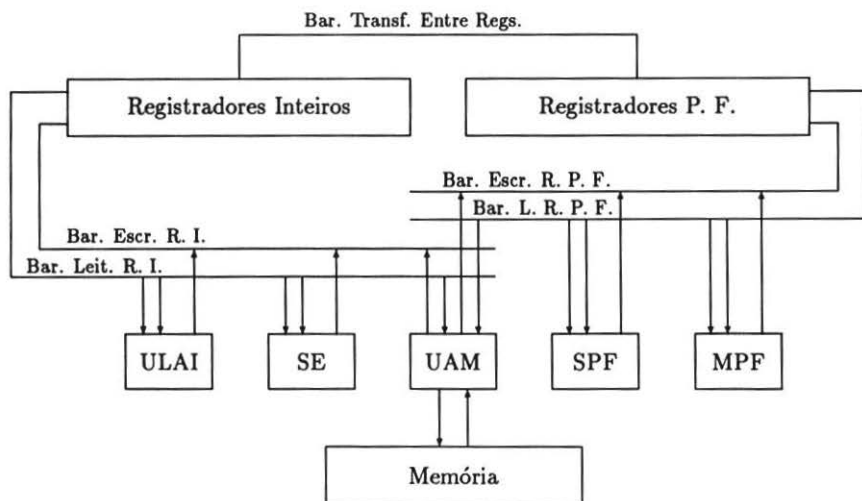 Bar. Transf. Entre Regs.
Registradores Inteiros
Registradores P. F.
Bar. Escr. R. P. F.
Bar. L. R. P. F.
Bar. Escr. R. I.
Bar. Leit. R. I.
ULAI
SE
UAM
SPF
MPF
Memória